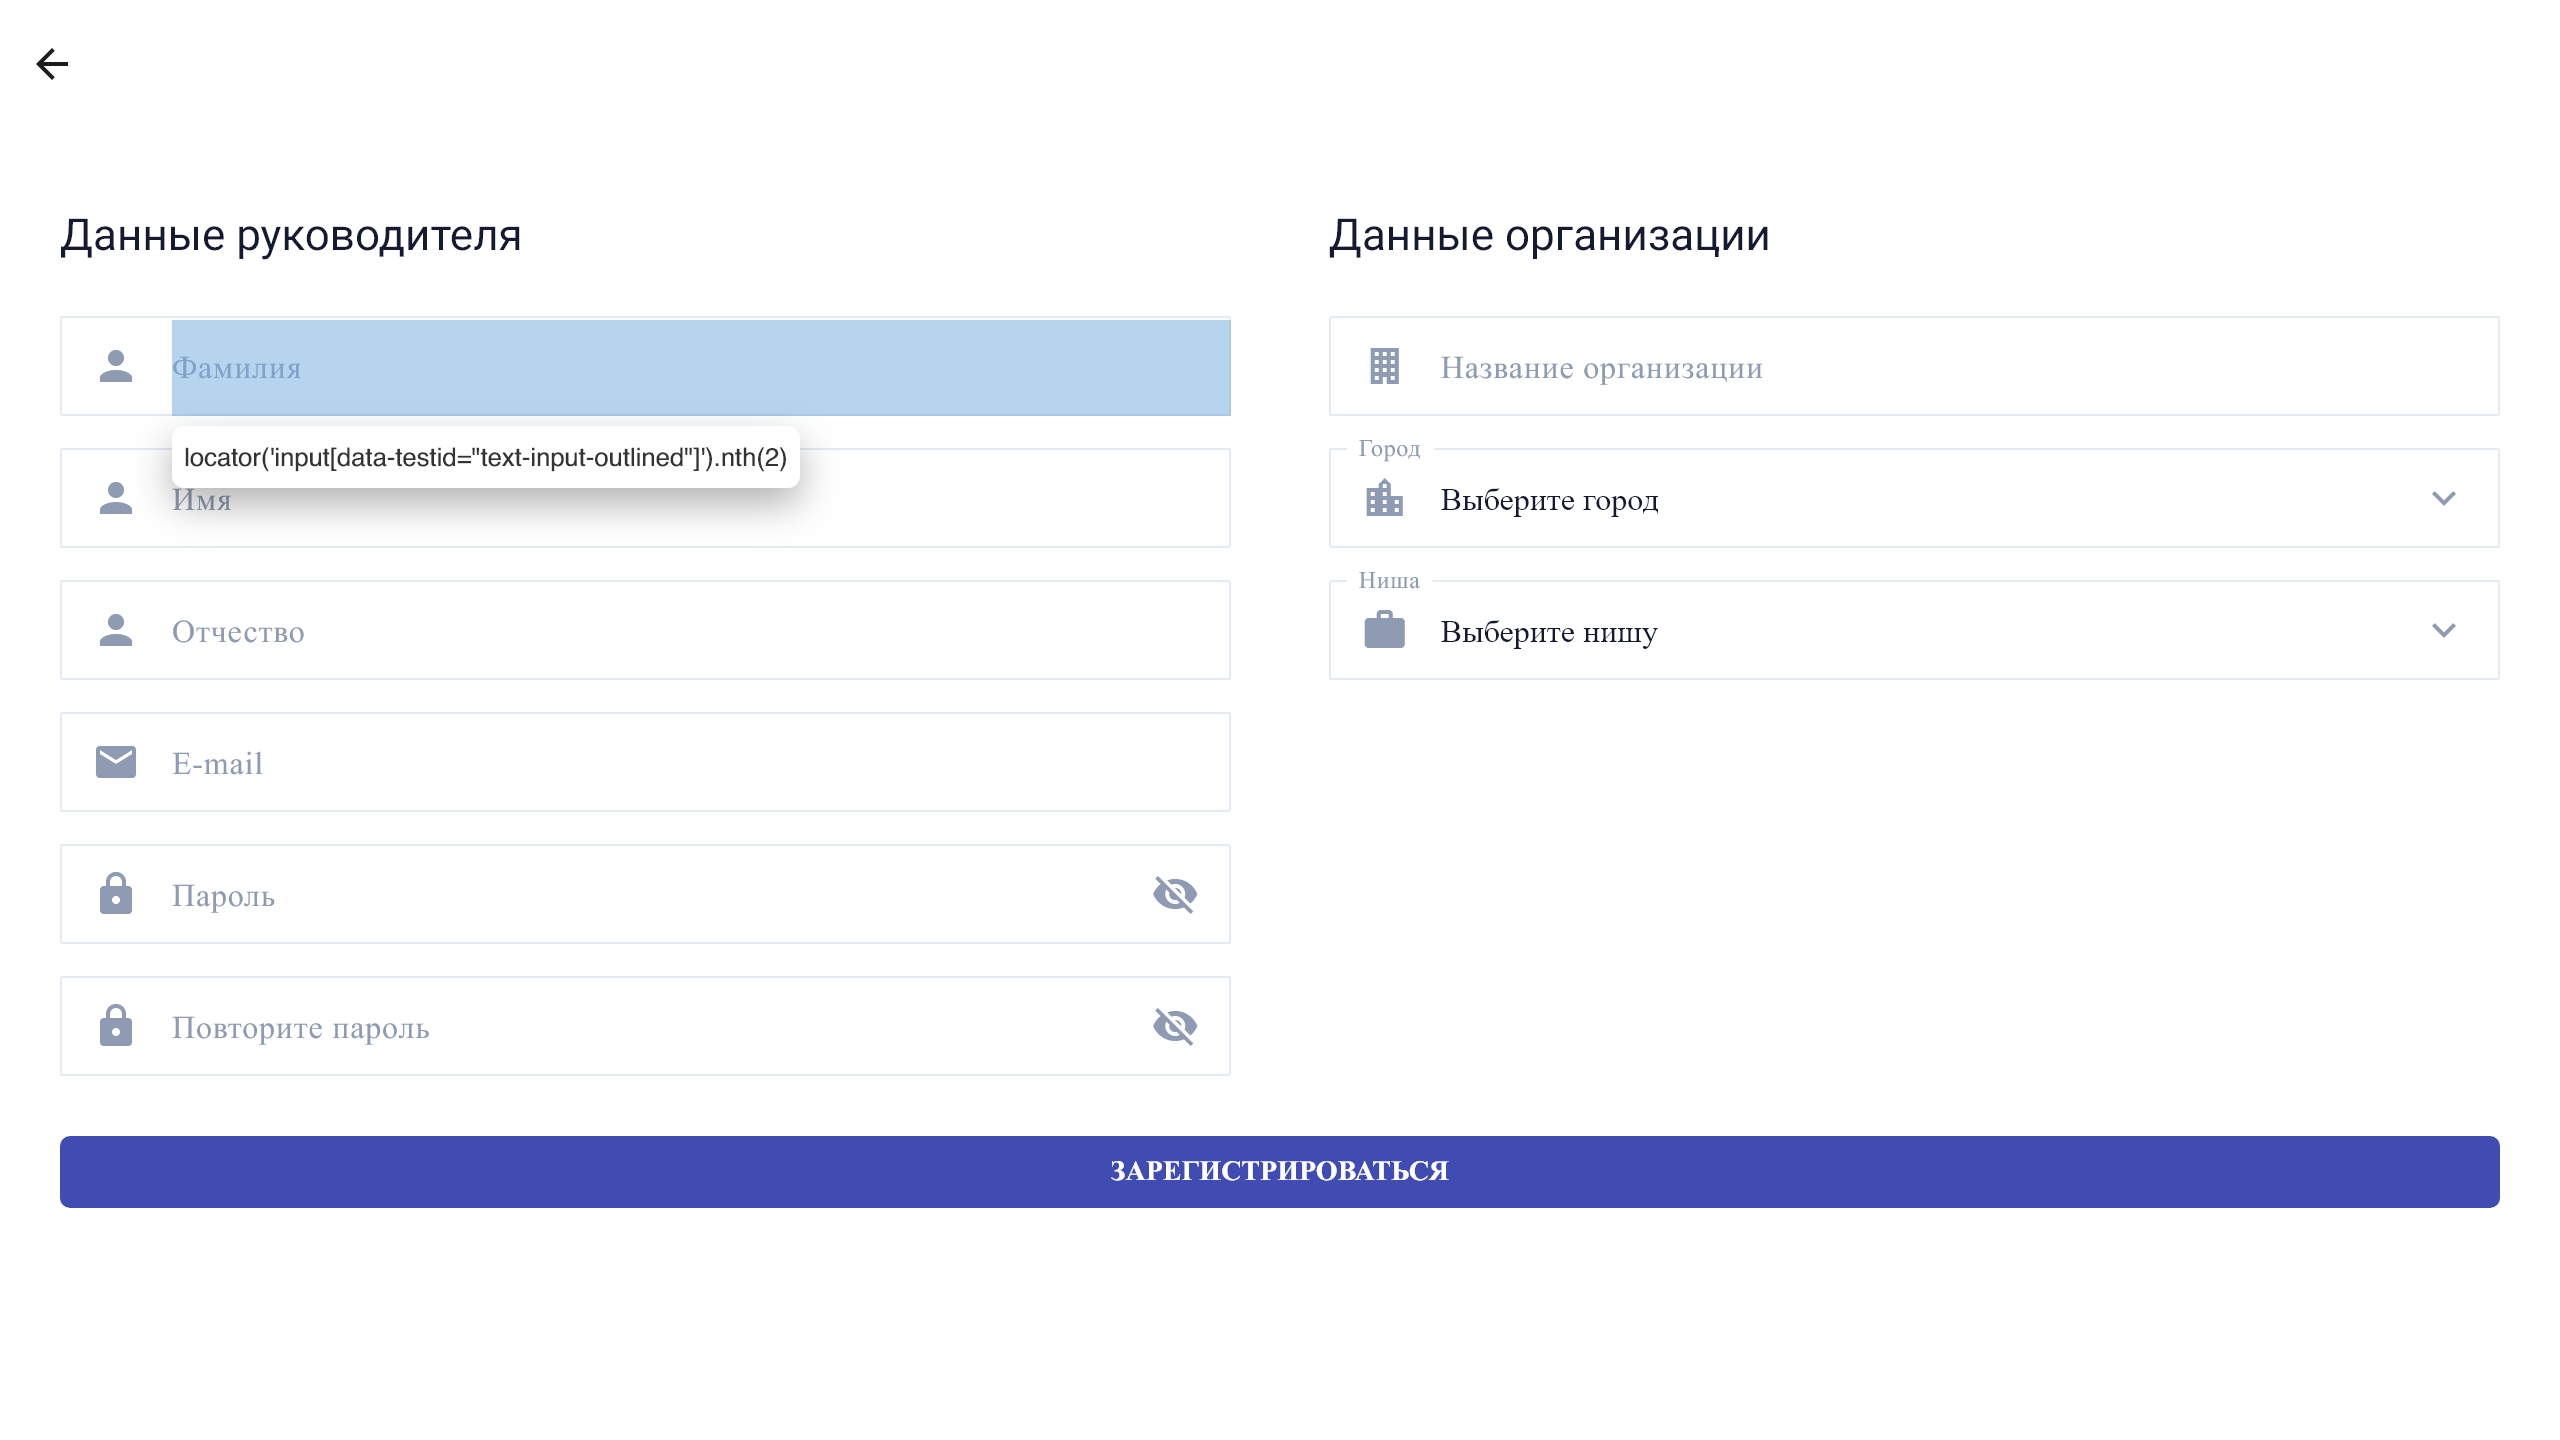 Данные руководителя
Фамилия
locator('input[data-testid="text-input-outlined"]').nth(2)
Имя
Отчество
E-mail
Пароль
Повторите пароль
Данные организации
Название организации
Город
Выберите город
Ниша
Выберите нишу
ЗАРЕГИСТРИРОВАТЬСЯ